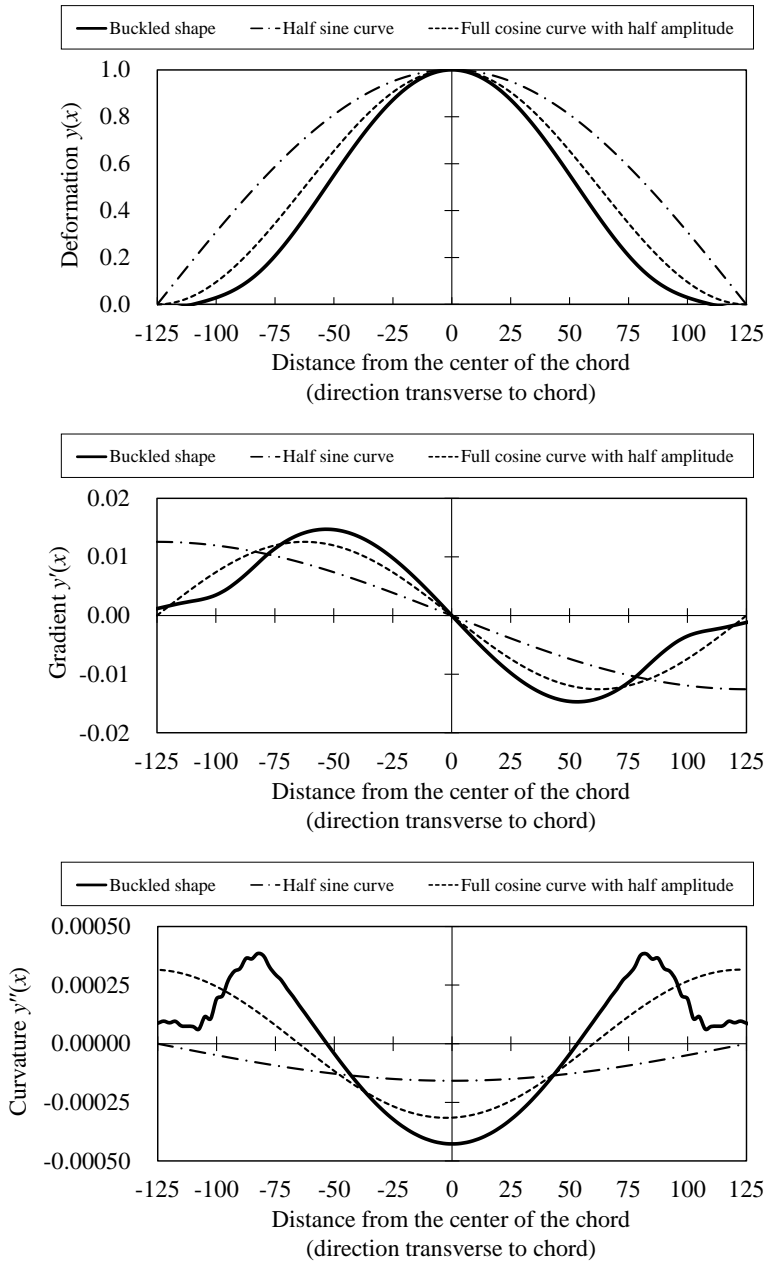 Buckled shape Half sine curve Full cosine curve with half amplitude
1.0
0.8
0.6
0.4
0.2
0.0
Deformation y(x)
-125 -100 -75 -50 -25 0 25 50 75 100 125
Distance from the center of the chord
(direction transverse to chord)
Buckled shape Half sine curve Full cosine curve with half amplitude
0.02
0.01
0.00
-0.01
-0.02
Gradient y'(x)
-125 -100 -75 -50 -25 0 25 50 75 100 125
Distance from the center of the chord
(direction transverse to chord)
Buckled shape Half sine curve Full cosine curve with half amplitude
0.00050
0.00025
0.00000
-0.00025
-0.00050
Curvature y''(x)
-125 -100 -75 -50 -25 0 25 50 75 100 125
Distance from the center of the chord
(direction transverse to chord)